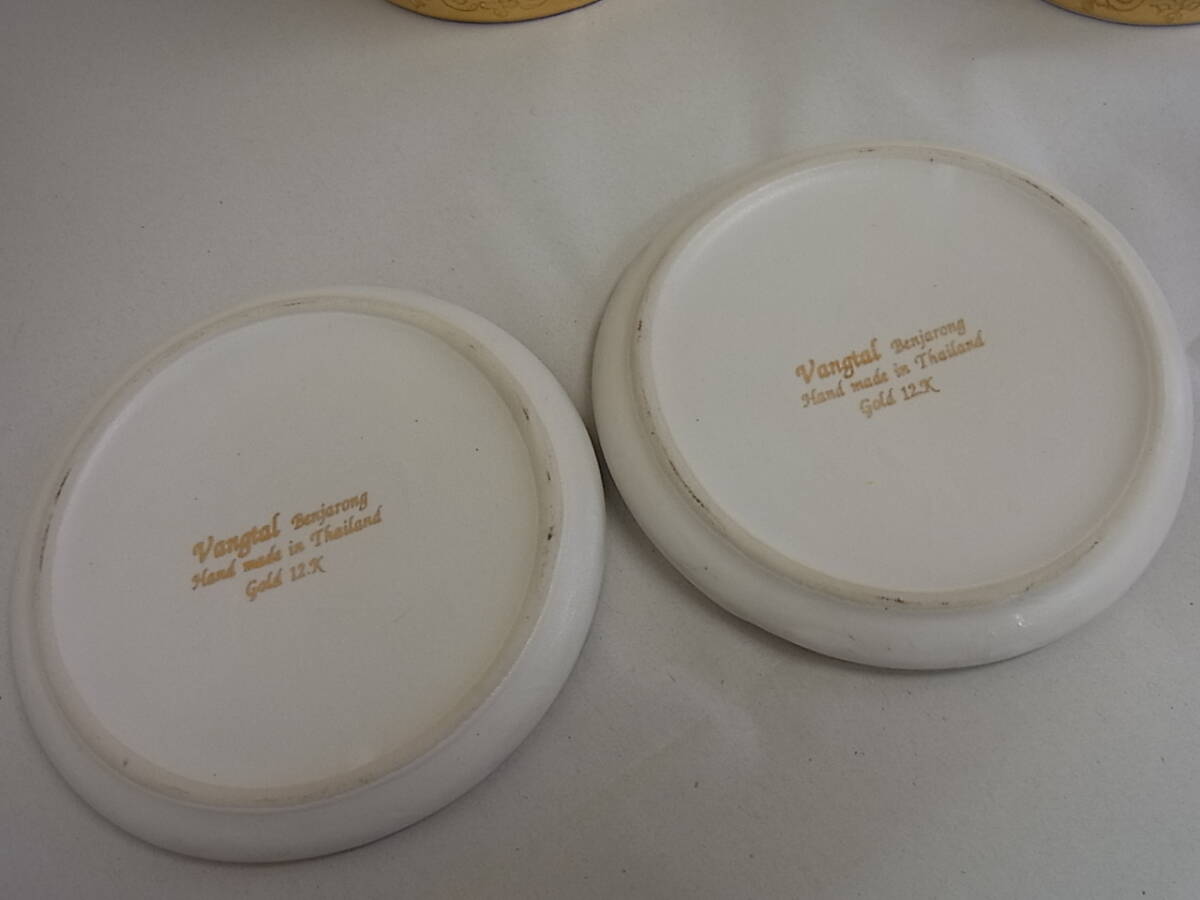 Vangtal Benjarong
Hand made in Thailand
Gold 12.K
Vangtal Benjarong
Hand made in Thailand
Gold 12.K